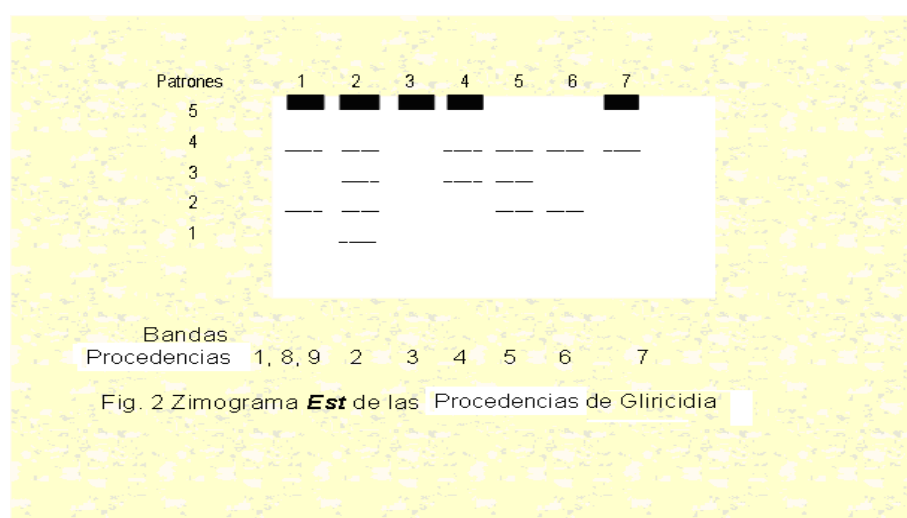 Patrones 1 2 3 4 5 6 7
5
4
3
2
1
Bandas
Procedencias 1, 8, 9 2 3 4 5 6 7
Fig. 2 Zimograma Est de las Procedencias de Gliricidia